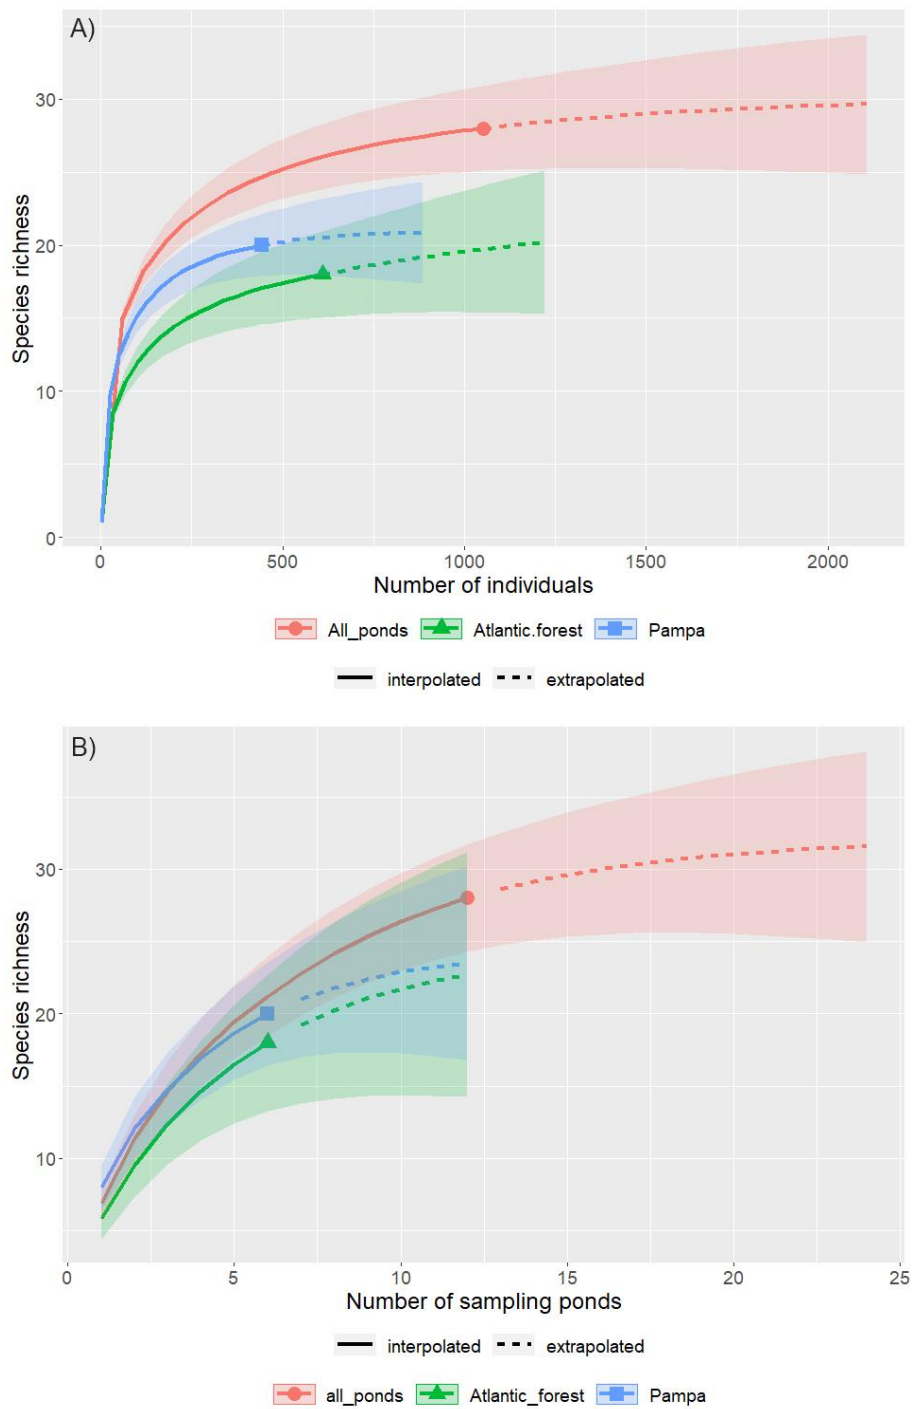 A)
Species richness
30
20
10
0
0 500 1000 1500 2000
Number of individuals
All_ponds Atlantic.forest Pampa
interpolated extrapolated
B)
Species richness
30
20
10
0 5 10 15 20 25
Number of sampling ponds
interpolated extrapolated
all_ponds Atlantic_forest Pampa